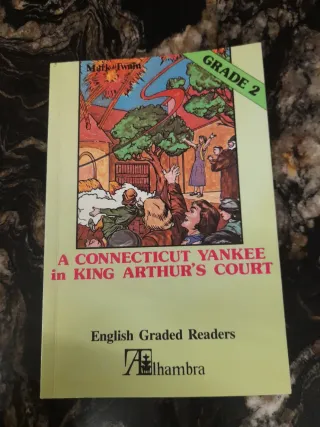 Mark Twain
GRADE 2
A CONNECTICUT YANKEE
in KING ARTHUR'S COURT
English Graded Readers
Alhambra